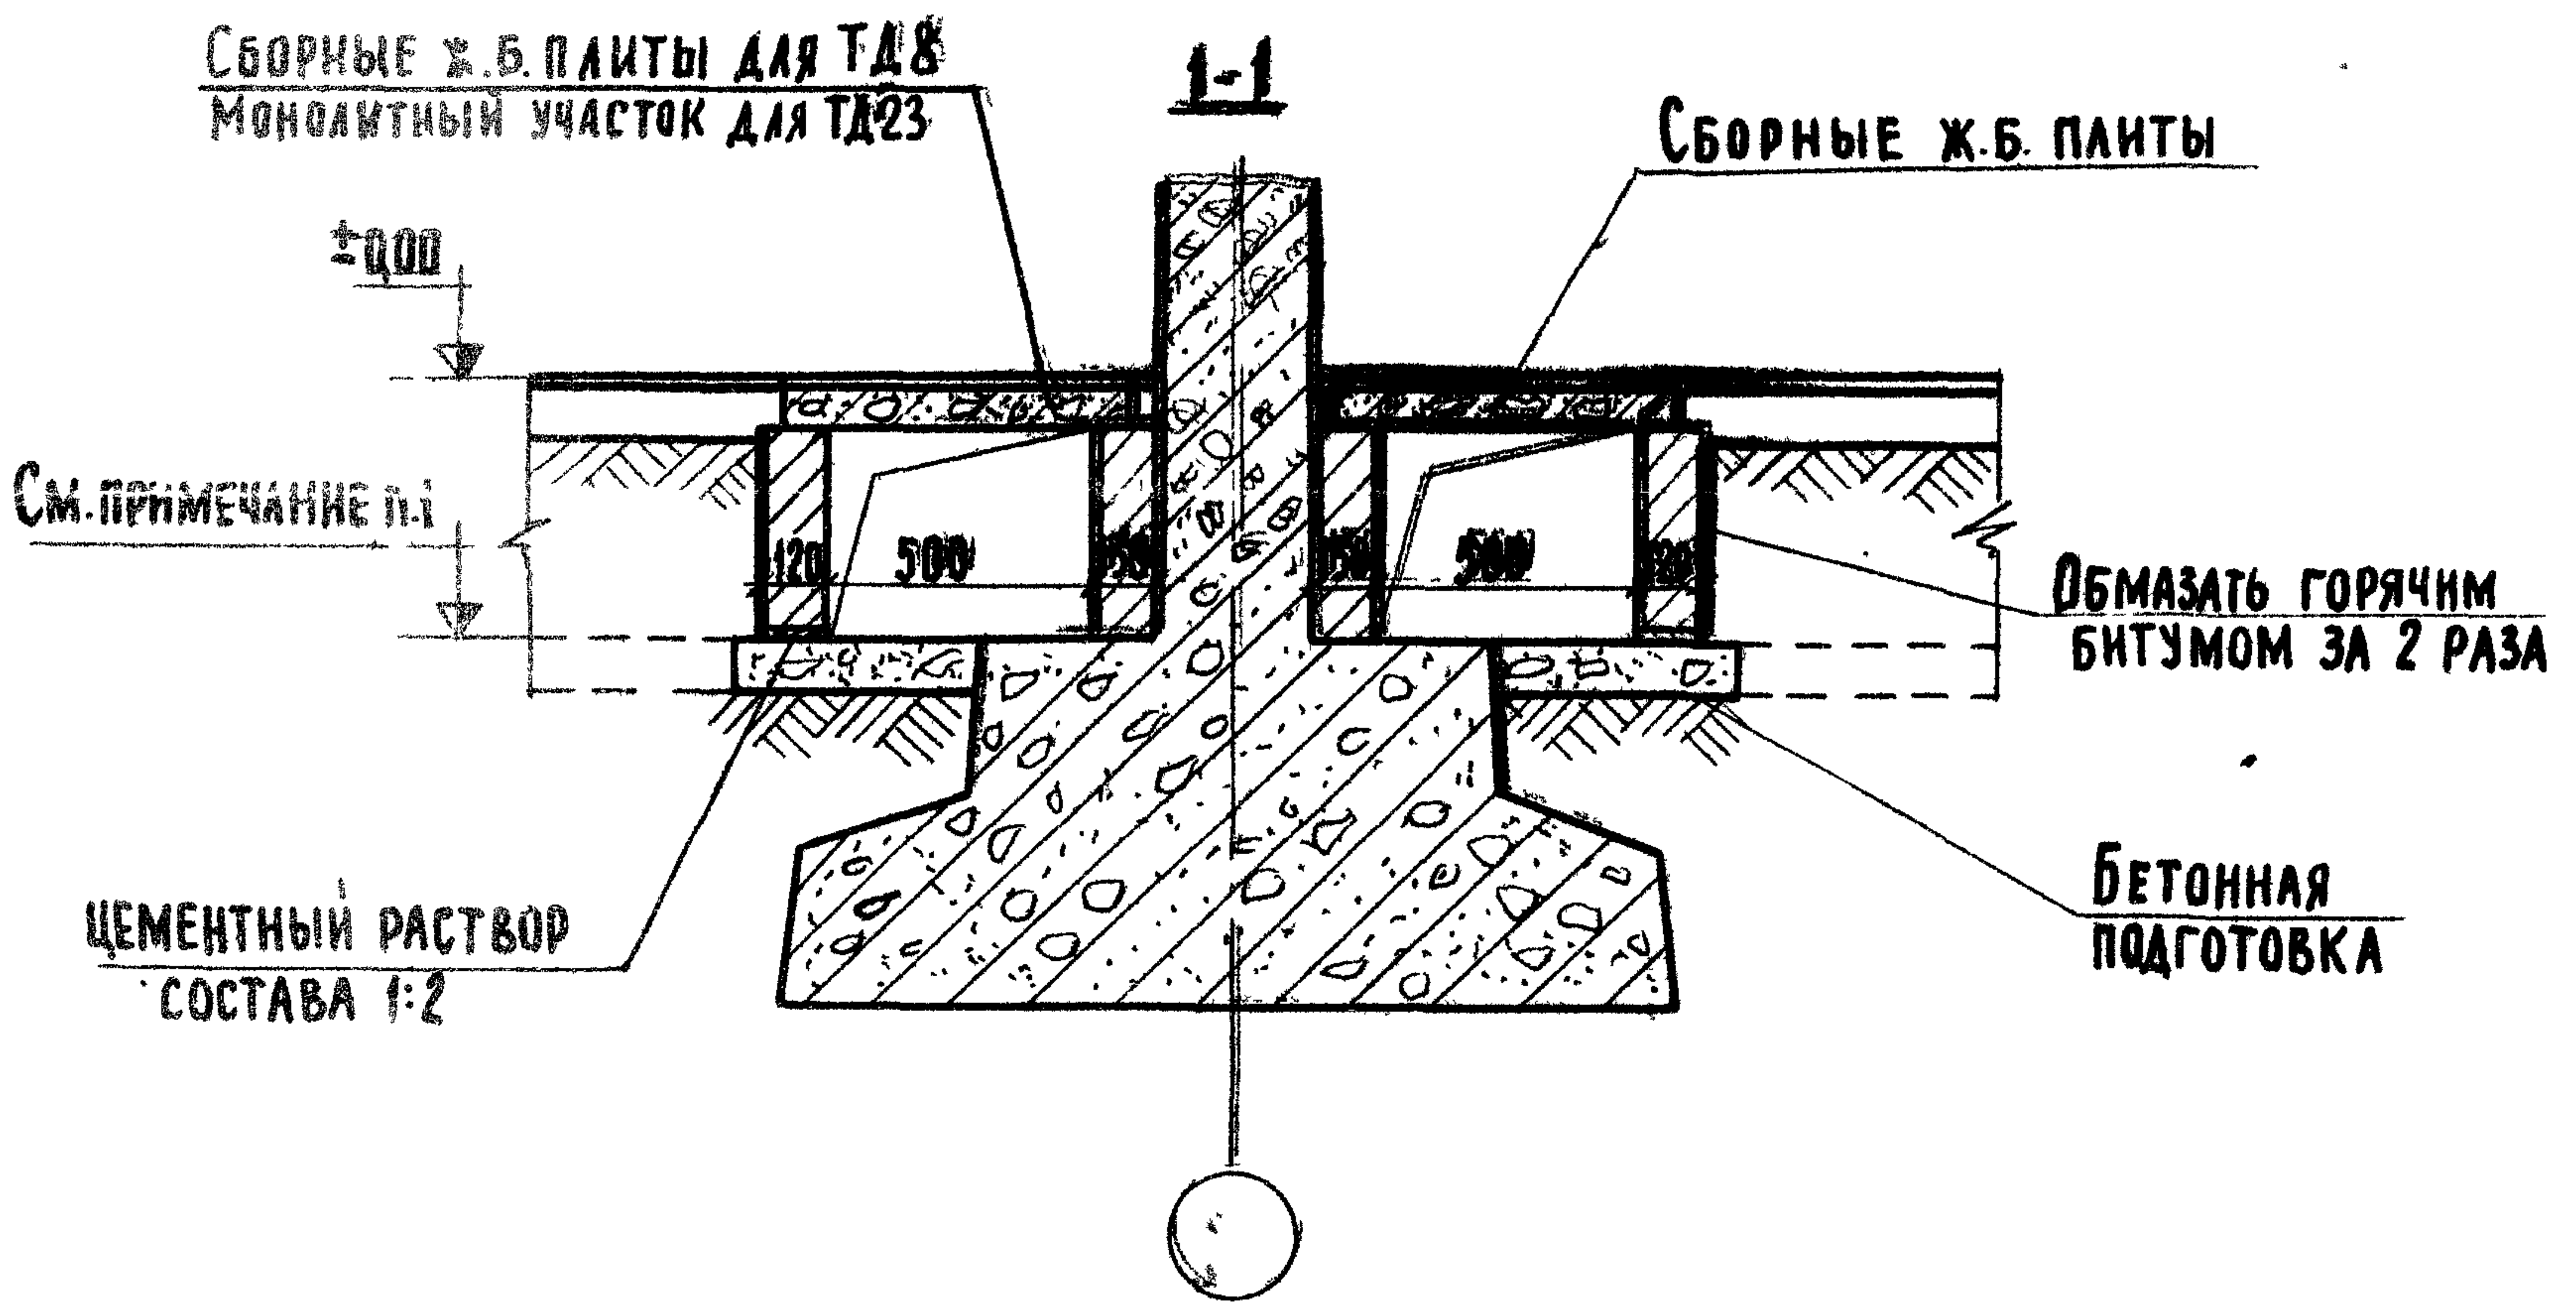 Сборные ж.б. плиты для ТД8
Монолитный участок для ТД23
1-1
Сборные ж.б. плиты
±0,00
См. примечание п.1
120
500
150
150
500
120
Обмазать горячим
битумом за 2 раза
Цементный раствор
состава 1:2
Бетонная
подготовка